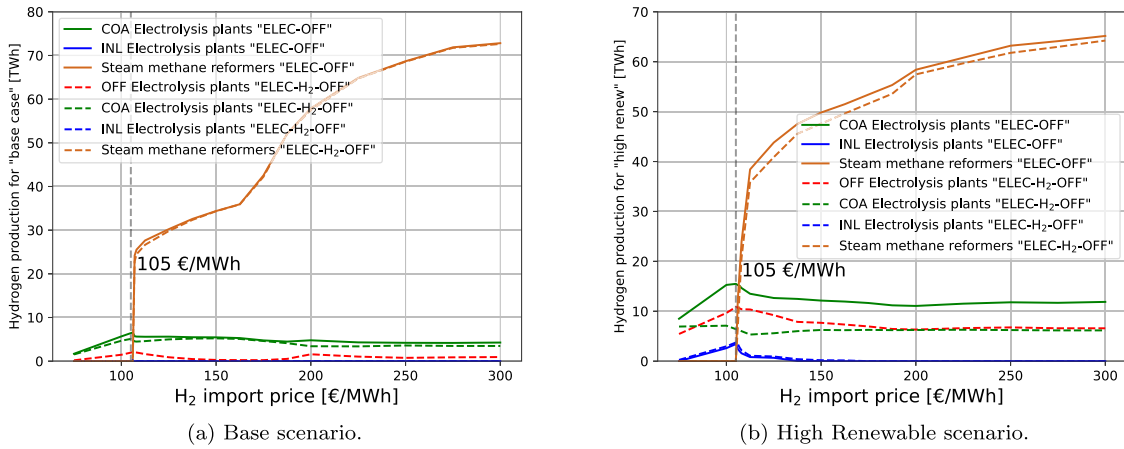 Hydrogen production for "base case" [TWh]
80
70
60
50
40
30
20
10
0
COA Electrolysis plants "ELEC-OFF"
INL Electrolysis plants "ELEC-OFF"
Steam methane reformers "ELEC-OFF"
OFF Electrolysis plants "ELEC-H₂-OFF"
COA Electrolysis plants "ELEC-H₂-OFF"
INL Electrolysis plants "ELEC-H₂-OFF"
Steam methane reformers "ELEC-H₂-OFF"
105 €/MWh
100 150 200 250 300
H₂ import price [€/MWh]
(a) Base scenario.
Hydrogen production for "high renew" [TWh]
70
60
50
40
30
20
10
0
COA Electrolysis plants "ELEC-OFF"
INL Electrolysis plants "ELEC-OFF"
Steam methane reformers "ELEC-OFF"
OFF Electrolysis plants "ELEC-H₂-OFF"
COA Electrolysis plants "ELEC-H₂-OFF"
INL Electrolysis plants "ELEC-H₂-OFF"
Steam methane reformers "ELEC-H₂-OFF"
105 €/MWh
100 150 200 250 300
H₂ import price [€/MWh]
(b) High Renewable scenario.